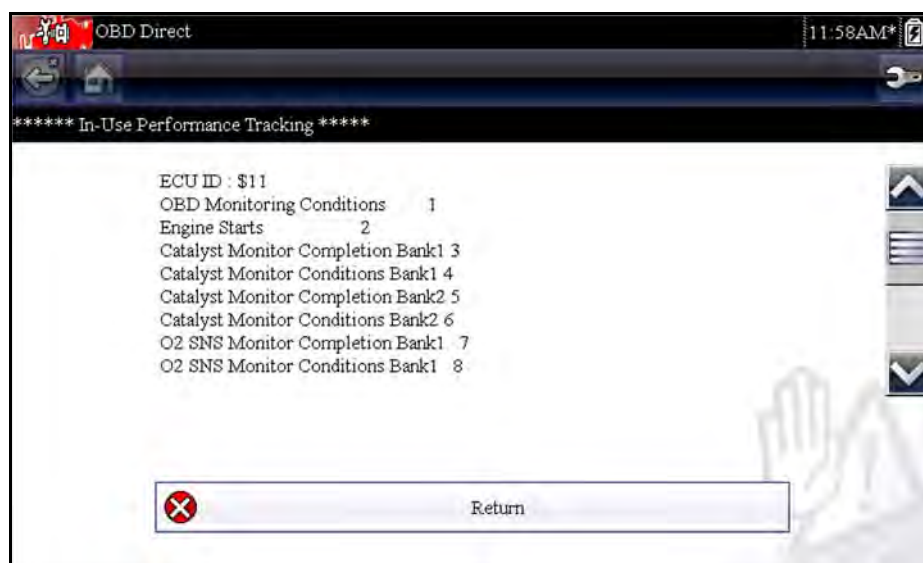 OBD Direct 11:58AM*
****** In-Use Performance Tracking *****
ECU ID : $11
OBD Monitoring Conditions 1
Engine Starts 2
Catalyst Monitor Completion Bank1 3
Catalyst Monitor Conditions Bank1 4
Catalyst Monitor Completion Bank2 5
Catalyst Monitor Conditions Bank2 6
O2 SNS Monitor Completion Bank1 7
O2 SNS Monitor Conditions Bank1 8
Return